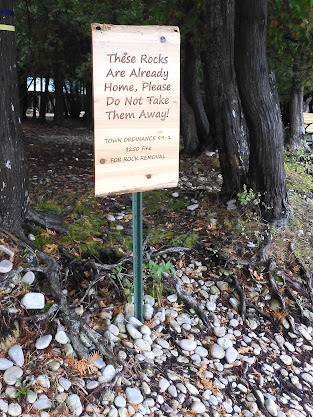 These Rocks
Are Already
Home, Please
Do Not Take
Them Away!
TOWN ORDINANCE 99-2
$250 Fine
FOR ROCK REMOVAL